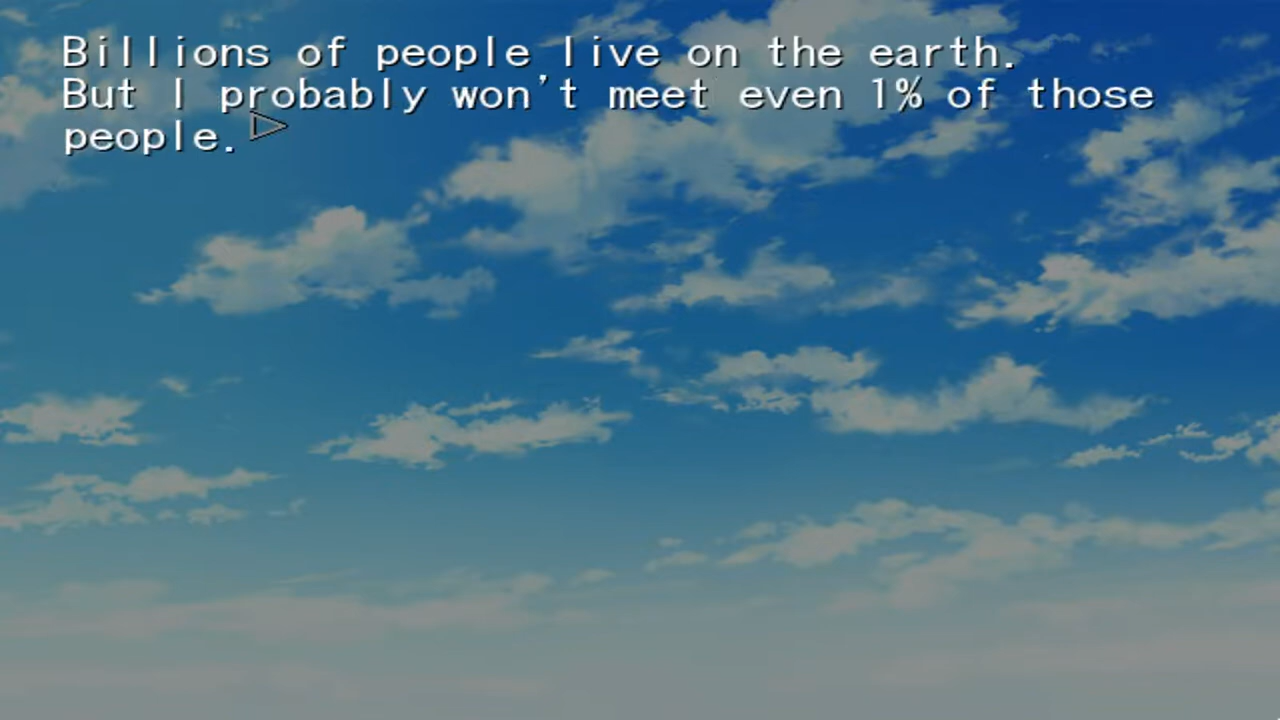 Billions of people live on the earth.
But I probably won't meet even 1% of those
people.